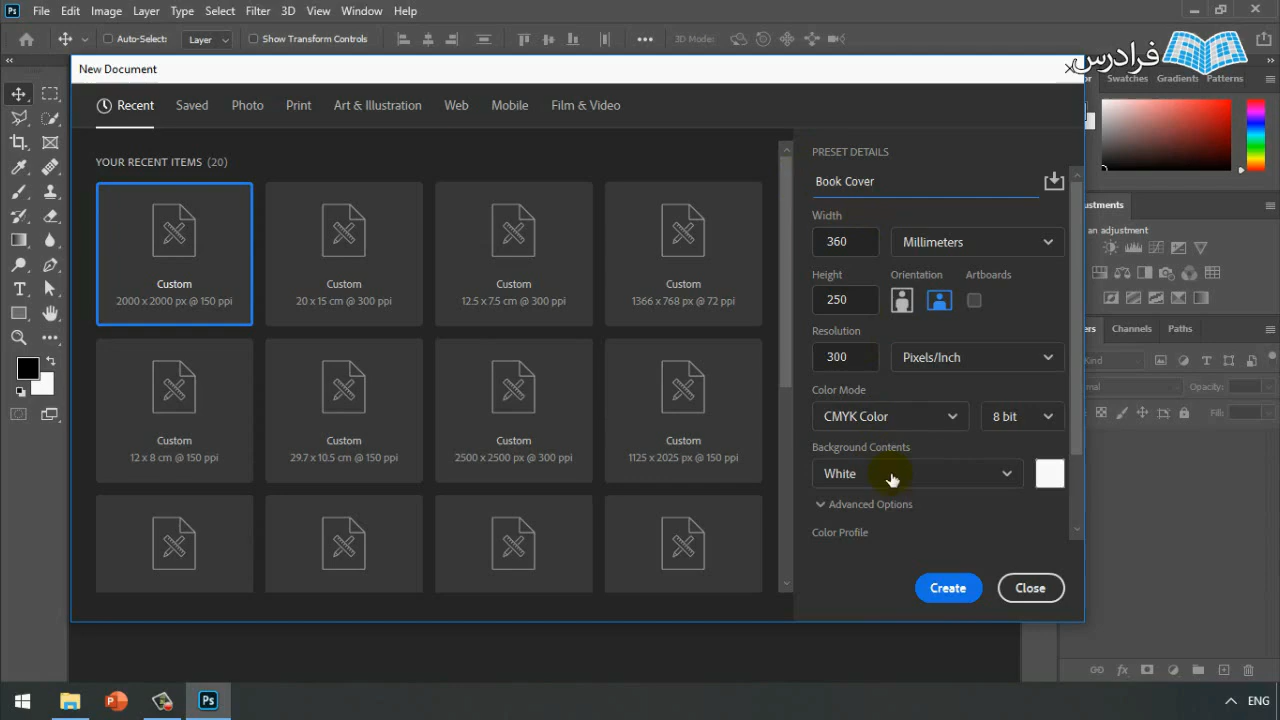 Ps File Edit Image Layer Type Select Filter 3D View Window Help
Auto-Select: Layer Show Transform Controls 3D Mode:
فرادرس
New Document
Swatches Gradients Patterns
Recent Saved Photo Print Art & Illustration Web Mobile Film & Video
YOUR RECENT ITEMS (20)
PRESET DETAILS
Book Cover
Width
360 Millimeters
Height Orientation Artboards
250
Resolution
300 Pixels/Inch
Color Mode
CMYK Color 8 bit
Background Contents
White
Advanced Options
Color Profile
Create Close
Custom Custom Custom Custom
2000 x 2000 px @ 150 ppi 20 x 15 cm @ 300 ppi 12.5 x 7.5 cm @ 300 ppi 1366 x 768 px @ 72 ppi
Custom Custom Custom Custom
12 x 8 cm @ 150 ppi 29.7 x 10.5 cm @ 150 ppi 2500 x 2500 px @ 300 ppi 1125 x 2025 px @ 150 ppi
an adjustment
Channels Paths
Kind
Opacity:
Fill:
Ps ENG